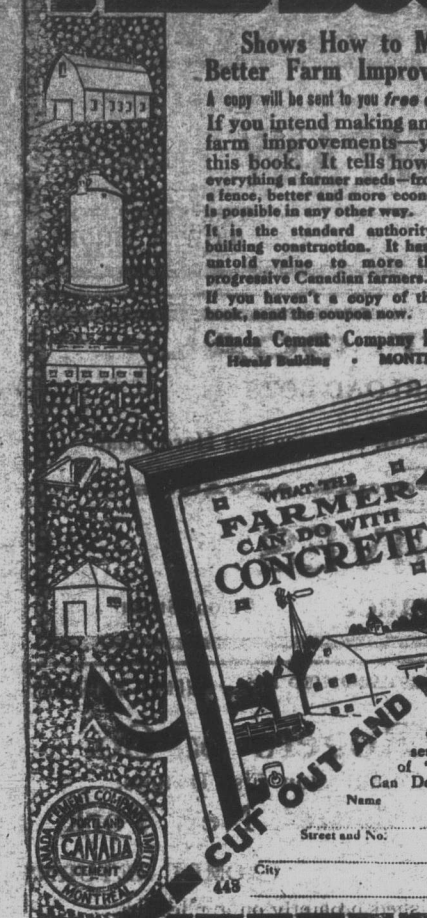 Shows How to M
Better Farm Improv
A copy will be sent to you free
If you intend making an
farm improvements—y
this book. It tells how
everything a farmer needs—fro
a fence, better and more econ
is possible in any other way.
It is the standard authorit
building construction. It has
untold value to more th
progressive Canadian farmers.
If you haven't a copy of th
book, send the coupon now.
Canada Cement Company
Herald Building - MONT
WHAT THE
FARMER
CAN DO WITH
CONCRETE
CUT OUT AND
of
Can Do
Name
Street and No.
City
448
CANADA CEMENT COMPANY LIMITED
PORTLAND
CANADA
CEMENT
MONTREAL